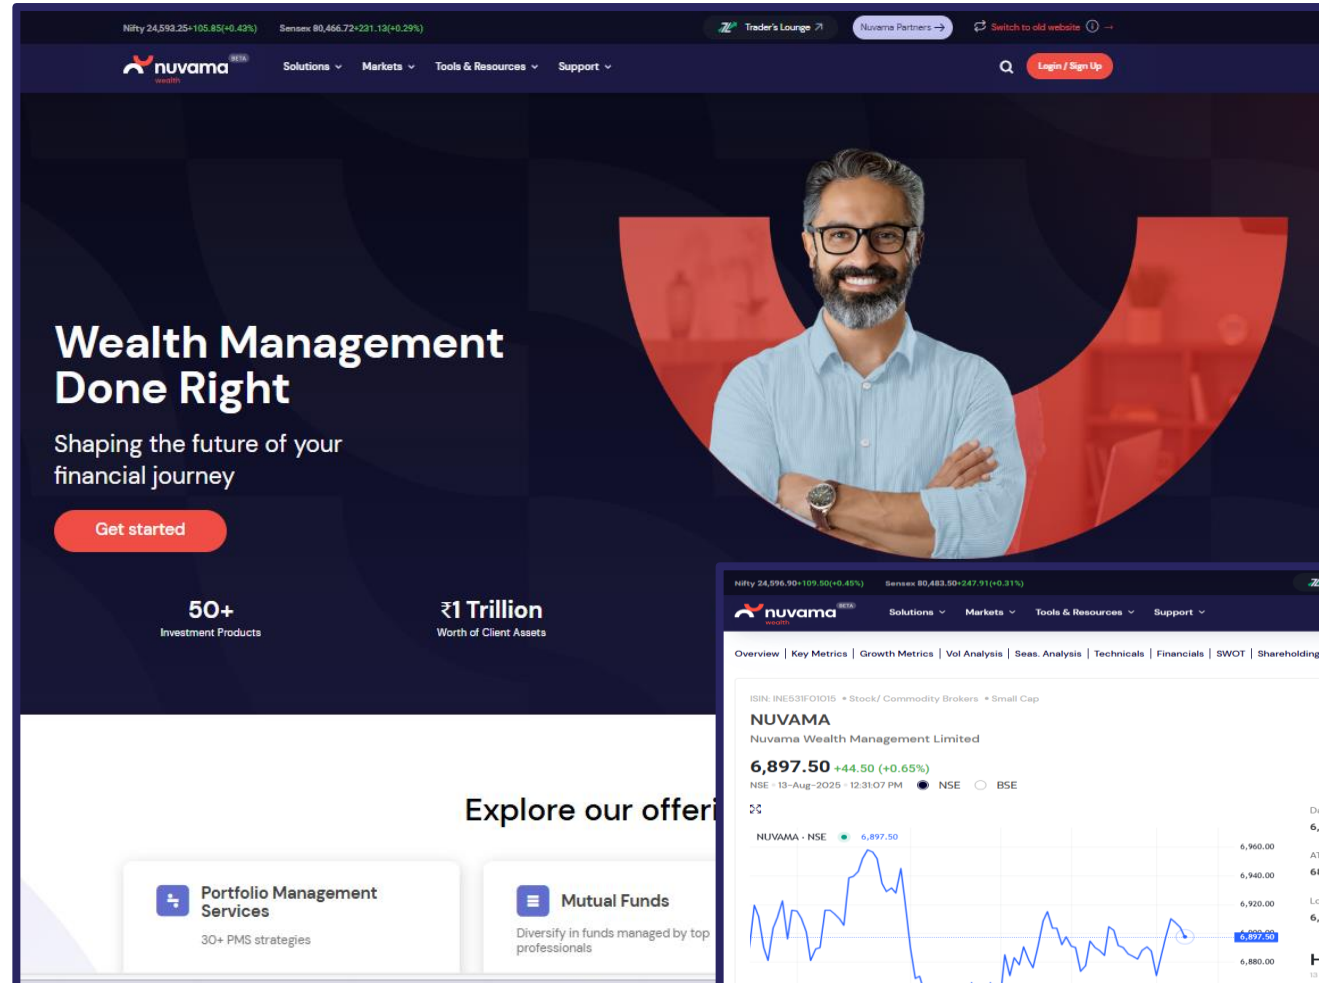 Nifty 24,593.25+105.85(+0.43%) Sensex 80,466.72+231.13(+0.29%) Trader's Lounge Nuvama Partners → Switch to old website →
nuvama BETA wealth Solutions Markets Tools & Resources Support Login / Sign Up
Wealth Management
Done Right
Shaping the future of your
financial journey
Get started
50+ ₹1 Trillion
Investment Products Worth of Client Assets
Explore our offeri
Portfolio Management
Services
30+ PMS strategies
Mutual Funds
Diversify in funds managed by top
professionals
Nifty 24,596.90+109.50(+0.45%) Sensex 80,483.50+247.91(+0.31%)
nuvama BETA wealth Solutions Markets Tools & Resources Support
Overview | Key Metrics | Growth Metrics | Vol Analysis | Seas. Analysis | Technicals | Financials | SWOT | Shareholding
ISIN: INE531F01015 • Stock/ Commodity Brokers • Small Cap
NUVAMA
Nuvama Wealth Management Limited
6,897.50 +44.50 (+0.65%)
NSE - 13-Aug-2025 - 12:31:07 PM NSE BSE
NUVAMA - NSE 6,897.50
6,960.00
6,940.00
6,920.00
6,897.50
6,880.00